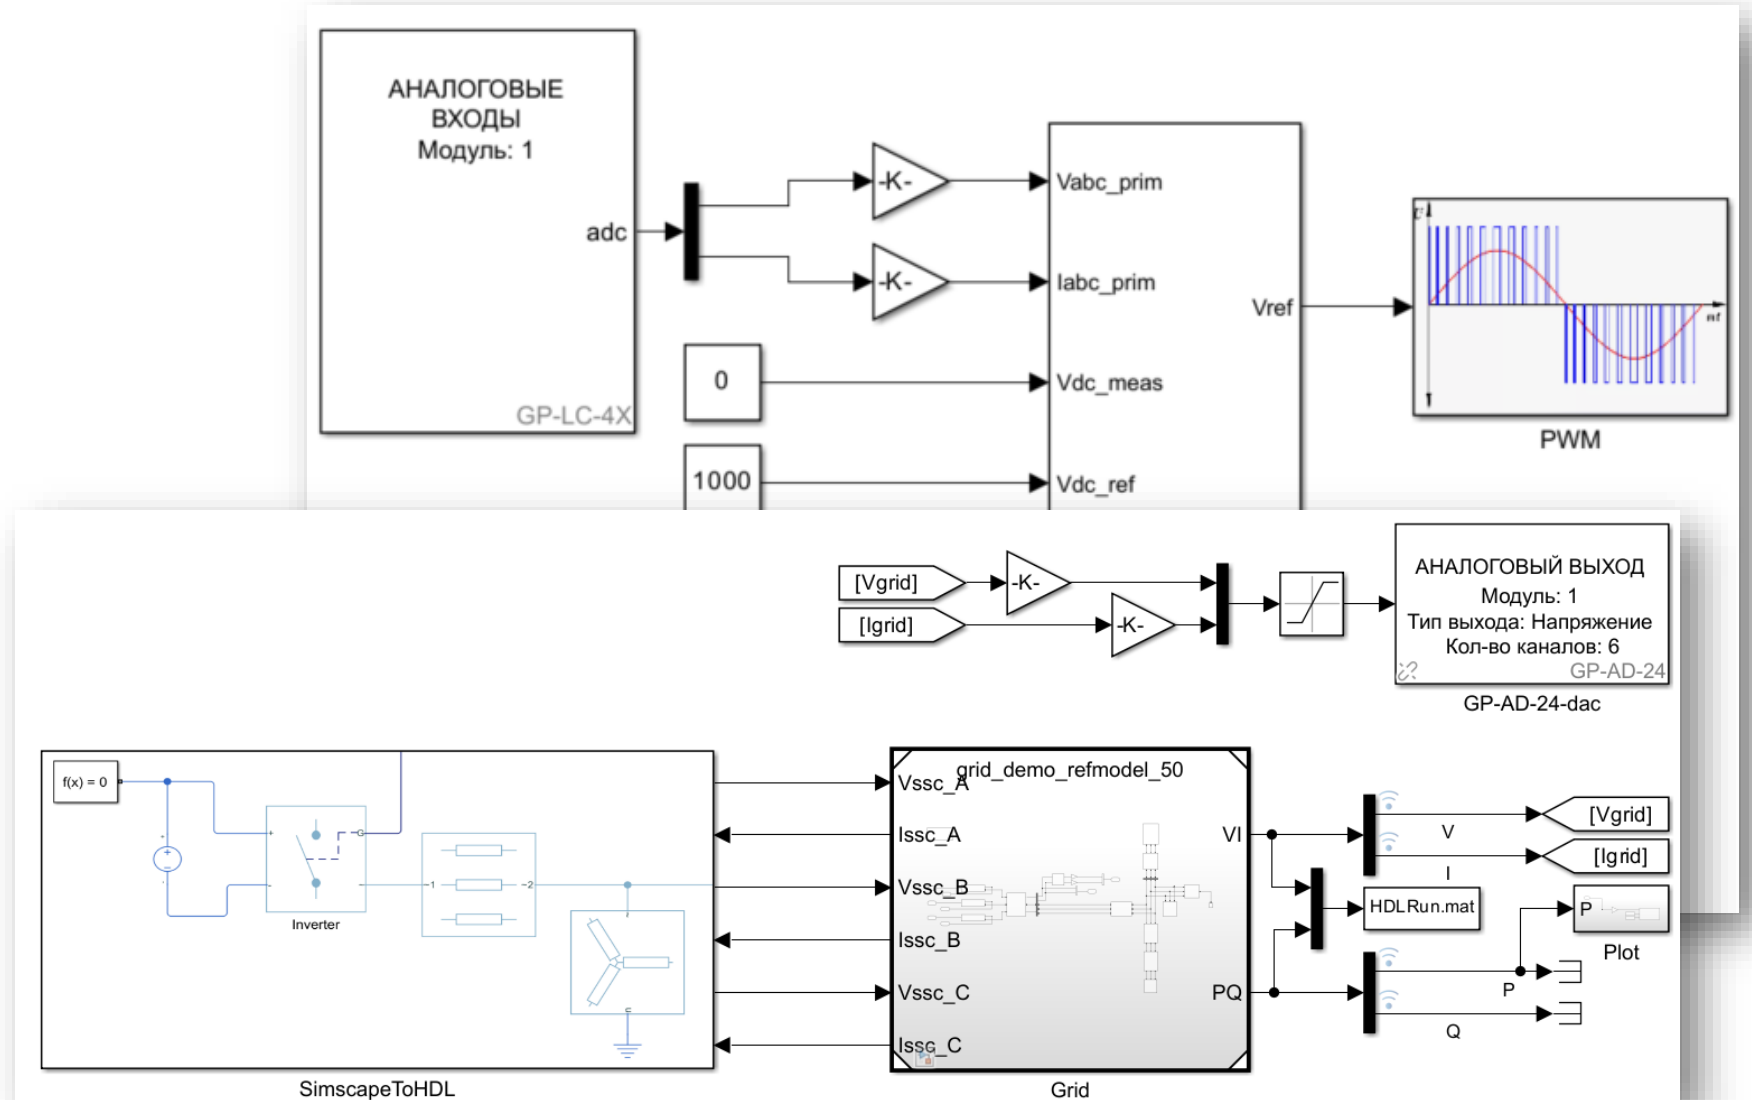 АНАЛОГОВЫЕ
ВХОДЫ
Модуль: 1
adc
GP-LC-4X
-K-
-K-
0
1000
Vabc_prim
Iabc_prim
Vdc_meas
Vdc_ref
Vref
PWM
[Vgrid]
-K-
[Igrid]
-K-
АНАЛОГОВЫЙ ВЫХОД
Модуль: 1
Тип выхода: Напряжение
Кол-во каналов: 6
GP-AD-24
GP-AD-24-dac
f(x) = 0
+
+
−
G
~1
~2
Inverter
SimscapeToHDL
grid_demo_refmodel_50
Vssc_A
Issc_A
Vssc_B
Issc_B
Vssc_C
Issc_C
VI
PQ
Grid
V
I
[Vgrid]
[Igrid]
HDLRun.mat
P
Plot
P
Q